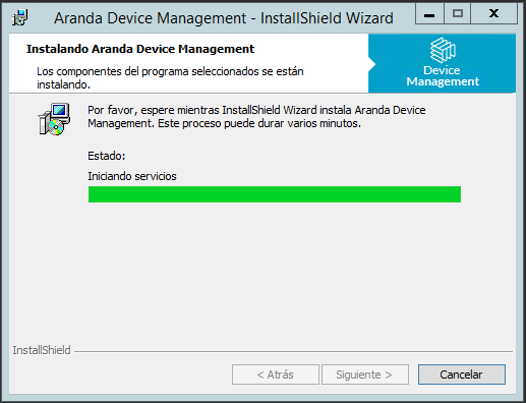 Aranda Device Management - InstallShield Wizard
Instalando Aranda Device Management
Los componentes del programa seleccionados se están
instalando.
Device
Management
Por favor, espere mientras InstallShield Wizard instala Aranda Device
Management. Este proceso puede durar varios minutos.
Estado:
Iniciando servicios
InstallShield
< Atrás
Siguiente >
Cancelar